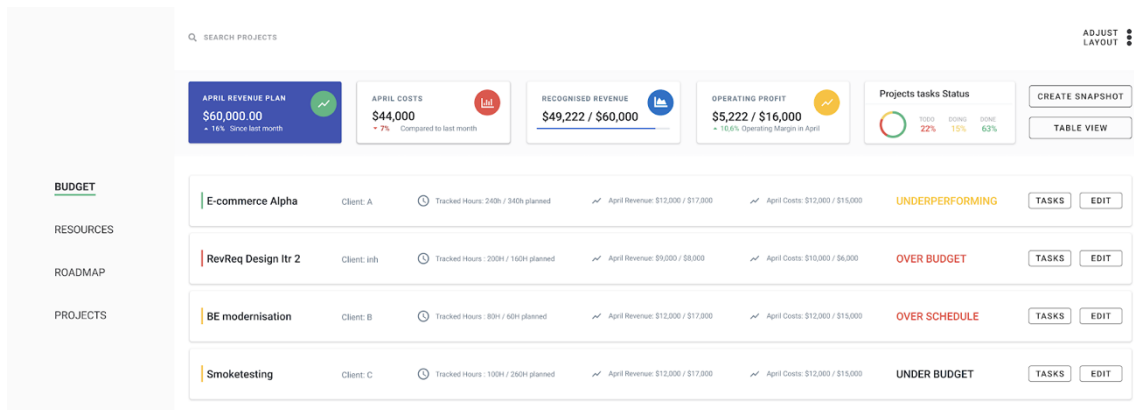 SEARCH PROJECTS
ADJUST
LAYOUT
APRIL REVENUE PLAN
$60,000.00
16% Since last month
APRIL COSTS
$44,000
7% Compared to last month
RECOGNISED REVENUE
$49,222 / $60,000
OPERATING PROFIT
$5,222 / $16,000
10,6% Operating Margin in April
Projects tasks Status
TODO DOING DONE
22% 15% 63%
CREATE SNAPSHOT
TABLE VIEW
BUDGET
RESOURCES
ROADMAP
PROJECTS
E-commerce Alpha Client: A Tracked Hours: 240h / 340h planned April Revenue: $12,000 / $17,000 April Costs: $12,000 / $15,000 UNDERPERFORMING TASKS EDIT
RevReq Design Itr 2 Client: inh Tracked Hours : 200H / 160H planned April Revenue: $9,000 / $8,000 April Costs: $10,000 / $6,000 OVER BUDGET TASKS EDIT
BE modernisation Client: B Tracked Hours : 80H / 60H planned April Revenue: $12,000 / $17,000 April Costs: $12,000 / $15,000 OVER SCHEDULE TASKS EDIT
Smoketesting Client: C Tracked Hours : 100H / 260H planned April Revenue: $12,000 / $17,000 April Costs: $12,000 / $15,000 UNDER BUDGET TASKS EDIT